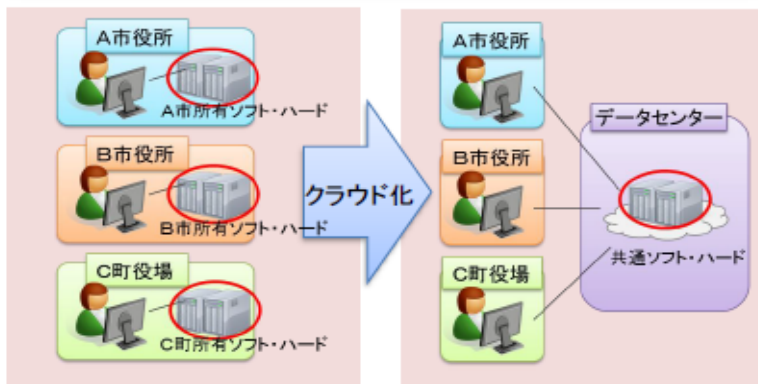 A市役所
A市所有ソフト・ハード
B市役所
B市所有ソフト・ハード
C町役場
C町所有ソフト・ハード
クラウド化
A市役所
B市役所
C町役場
データセンター
共通ソフト・ハード